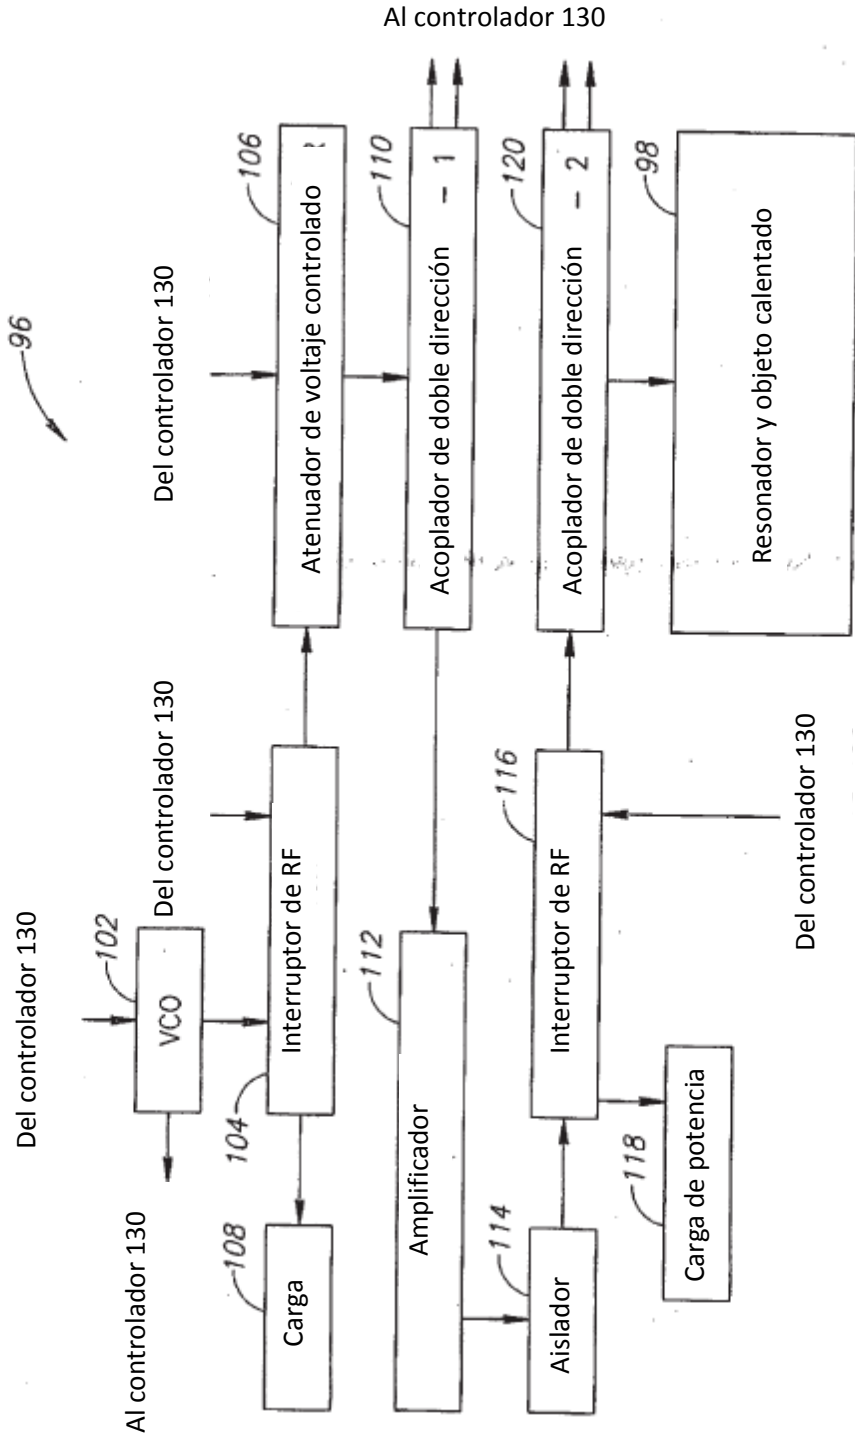 Al controlador 130
96
Del controlador 130
106
Atenuador de voltaje controlado
110
Acoplador de doble dirección – 1
120
Acoplador de doble dirección – 2
98
Resonador y objeto calentado
Del controlador 130
Del controlador 130
102
VCO
104
Interruptor de RF
116
Interruptor de RF
Del controlador 130
Al controlador 130
108
Carga
112
Amplificador
114
Aislador
118
Carga de potencia